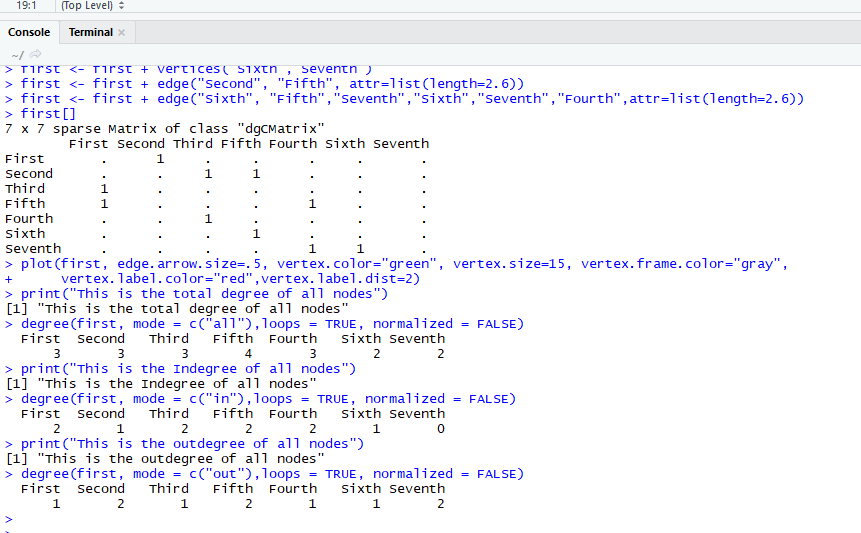 19:1 (Top Level)
Console Terminal ×
~/
> first <- first + vertices("Sixth", "Seventh")
> first <- first + edge("Second", "Fifth", attr=list(length=2.6))
> first <- first + edge("Sixth", "Fifth","Seventh","Sixth","Seventh","Fourth",attr=list(length=2.6))
> first[]
7 x 7 sparse Matrix of class "dgCMatrix"
First Second Third Fifth Fourth Sixth Seventh
First . 1 . . . . .
Second . . 1 1 . . .
Third 1 . . . . . .
Fifth 1 . . . 1 . .
Fourth . . 1 . . . .
Sixth . . . 1 . . .
Seventh . . . . 1 1 .
> plot(first, edge.arrow.size=.5, vertex.color="green", vertex.size=15, vertex.frame.color="gray",
+ vertex.label.color="red",vertex.label.dist=2)
> print("This is the total degree of all nodes")
[1] "This is the total degree of all nodes"
> degree(first, mode = c("all"),loops = TRUE, normalized = FALSE)
First Second Third Fifth Fourth Sixth Seventh
3 3 3 4 3 2 2
> print("This is the Indegree of all nodes")
[1] "This is the Indegree of all nodes"
> degree(first, mode = c("in"),loops = TRUE, normalized = FALSE)
First Second Third Fifth Fourth Sixth Seventh
2 1 2 2 2 1 0
> print("This is the outdegree of all nodes")
[1] "This is the outdegree of all nodes"
> degree(first, mode = c("out"),loops = TRUE, normalized = FALSE)
First Second Third Fifth Fourth Sixth Seventh
1 2 1 2 1 1 2
>
>